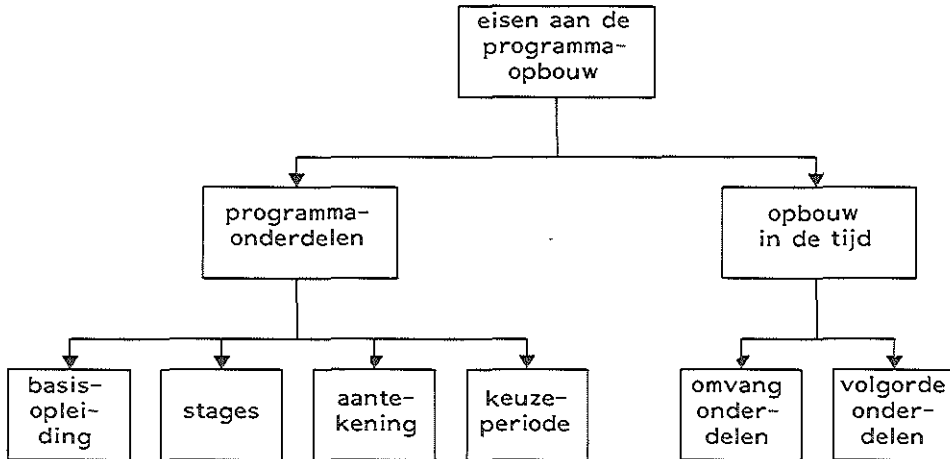 eisen aan de
programma-
opbouw
programma-
onderdelen
opbouw
in de tijd
basis-
oplei-
ding
stages
aante-
kening
keuze-
periode
omvang
onder-
delen
volgorde
onder-
delen